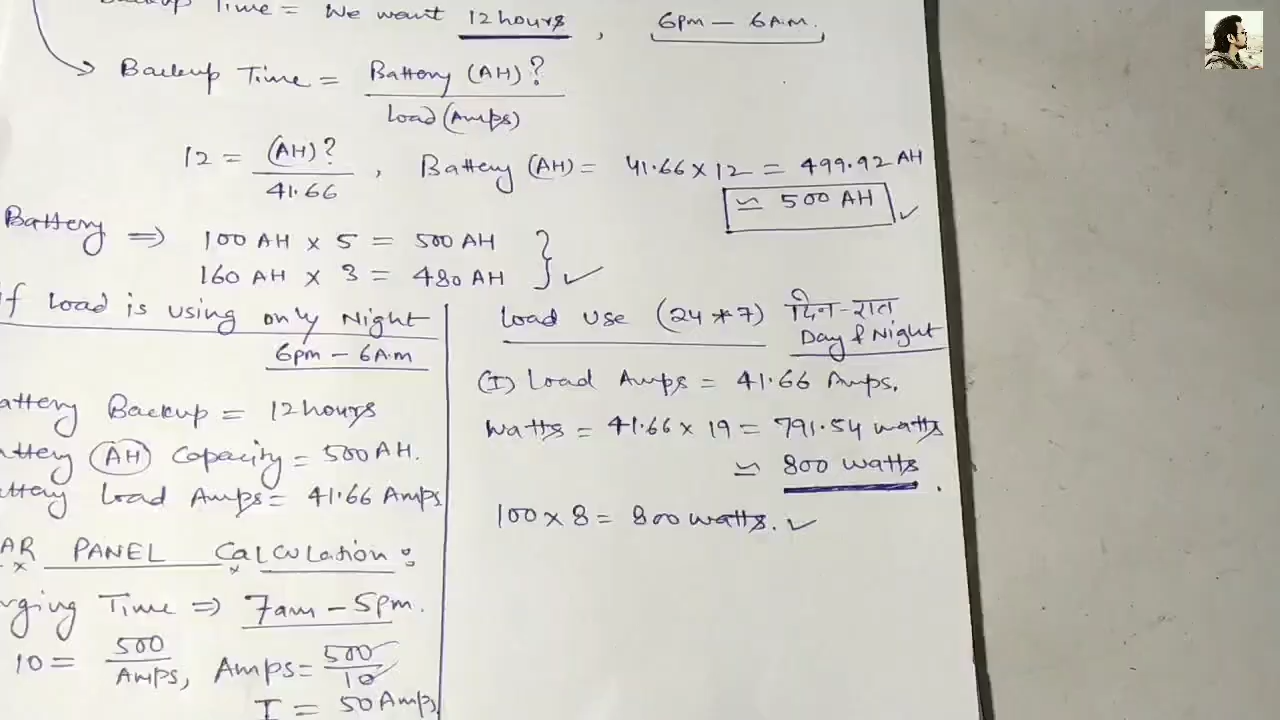 Backup Time = We want 12 hours , 6pm – 6A.m.
Backup Time = Battery (AH)? / Load (Amps)
12 = (AH)? / 41.66 , Battery (AH) = 41.66 × 12 = 499.92 AH
≃ 500 AH ✓
Battery ⇒ 100 AH × 5 = 500 AH
160 AH × 3 = 480 AH } ✓
If Load is using only Night
6pm – 6A.m
attery Backup = 12 hours
attery (AH) Capacity = 500 AH.
ttery Load Amps = 41.66 Amps
AR PANEL Calculation :
rging Time ⇒ 7am – 5pm.
10 = 500 / Amps, Amps = 500 / 10
I = 50 Amps
Load Use (24*7) दिन-रात
Day & Night
(I) Load Amps = 41.66 Amps.
Watts = 41.66 × 19 = 791.54 watts
≃ 800 watts.
100 × 8 = 800 watts. ✓